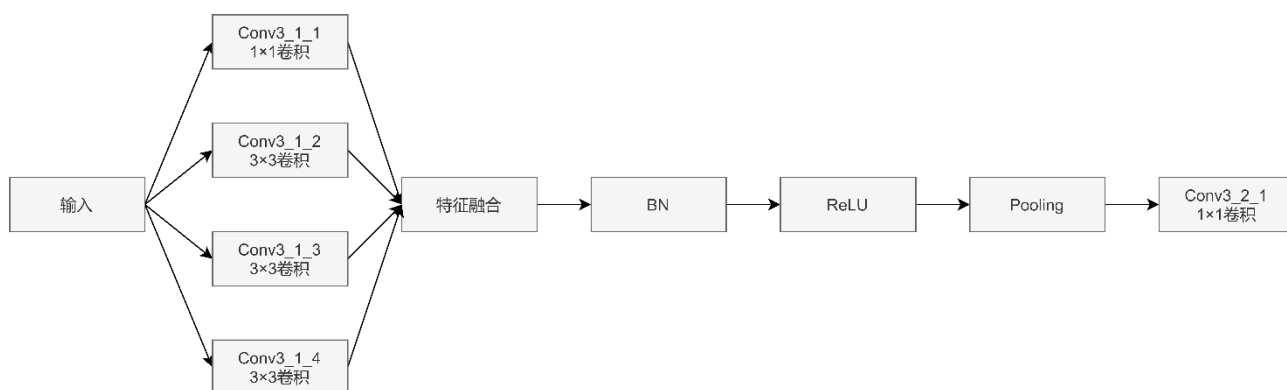 输入
Conv3_1_1
1×1卷积
Conv3_1_2
3×3卷积
Conv3_1_3
3×3卷积
Conv3_1_4
3×3卷积
特征融合
BN
ReLU
Pooling
Conv3_2_1
1×1卷积